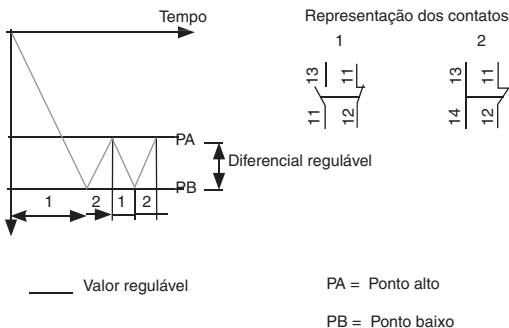 Tempo
Representação dos contatos
1
2
13
11
11
12
13
11
14
12
PA
Diferencial regulável
PB
1
2
1
2
Valor regulável
PA = Ponto alto
PB = Ponto baixo